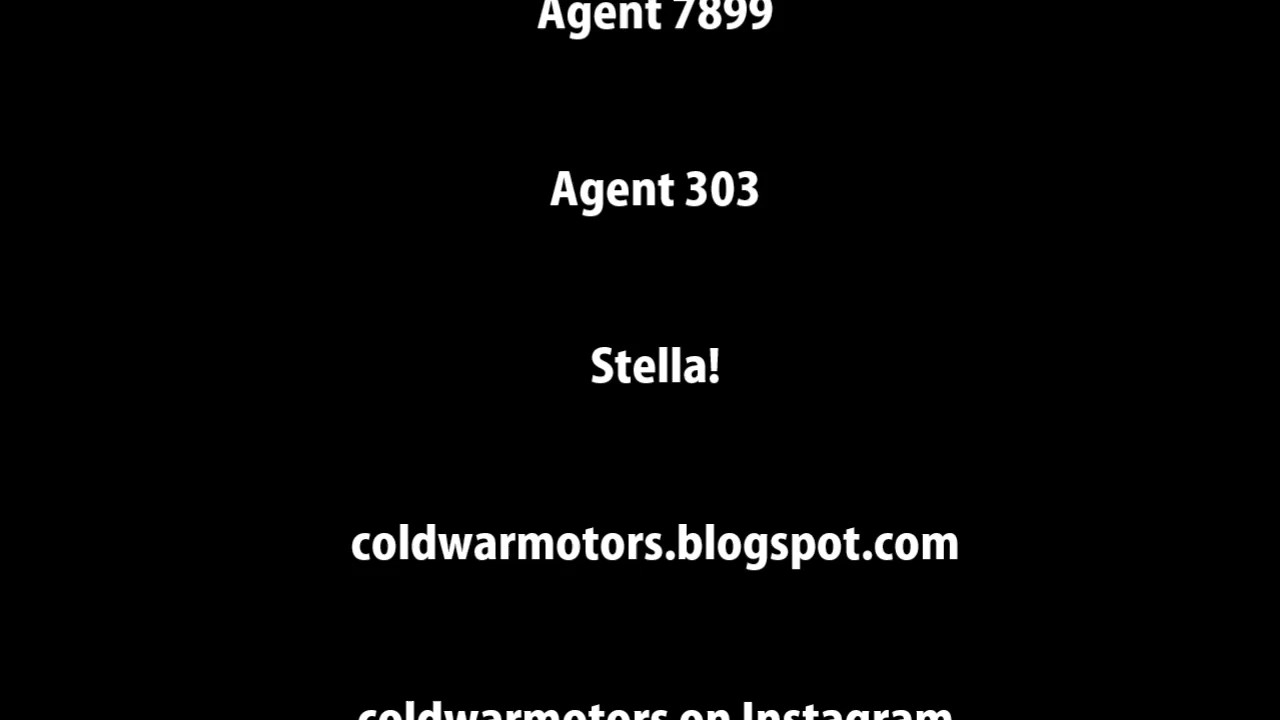 Agent 7899
Agent 303
Stella!
coldwarmotors.blogspot.com
coldwarmotors on Instagram